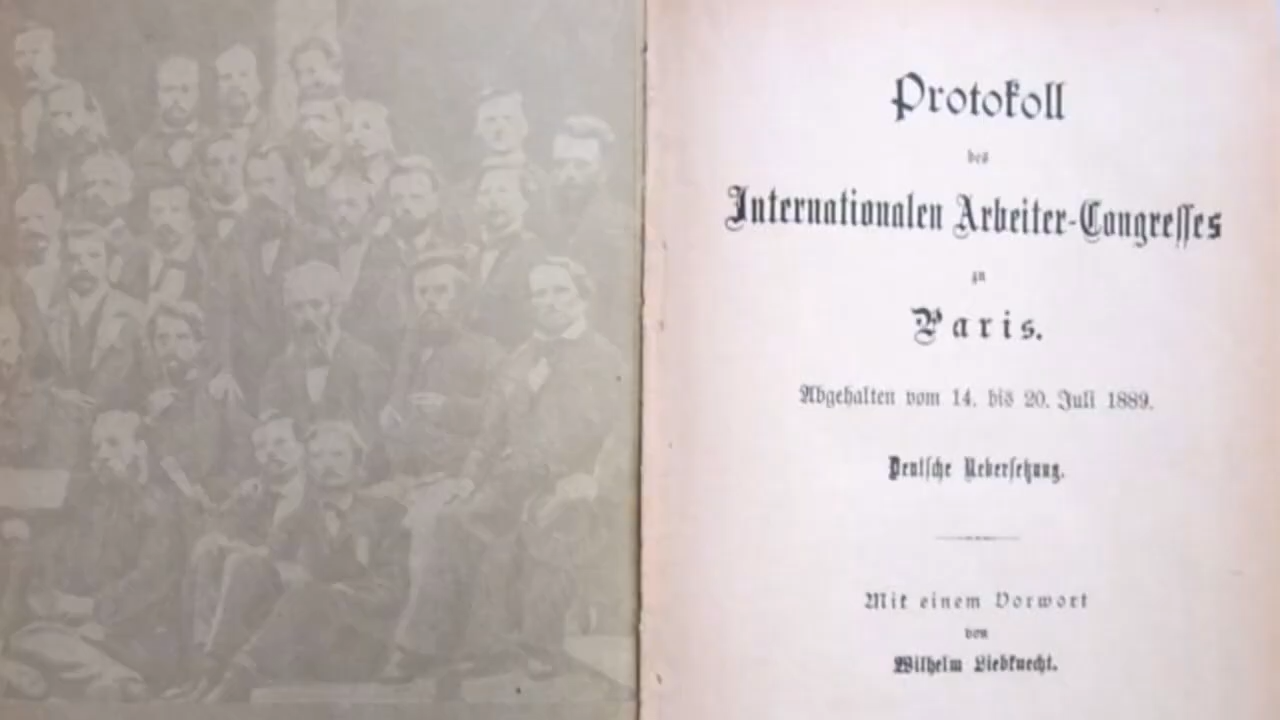 Protokoll
des
Internationalen Arbeiter-Congresses
zu
Paris.
Abgehalten vom 14. bis 20. Juli 1889.
Deutsche Uebersetzung.
Mit einem Vorwort
von
Wilhelm Liebknecht.